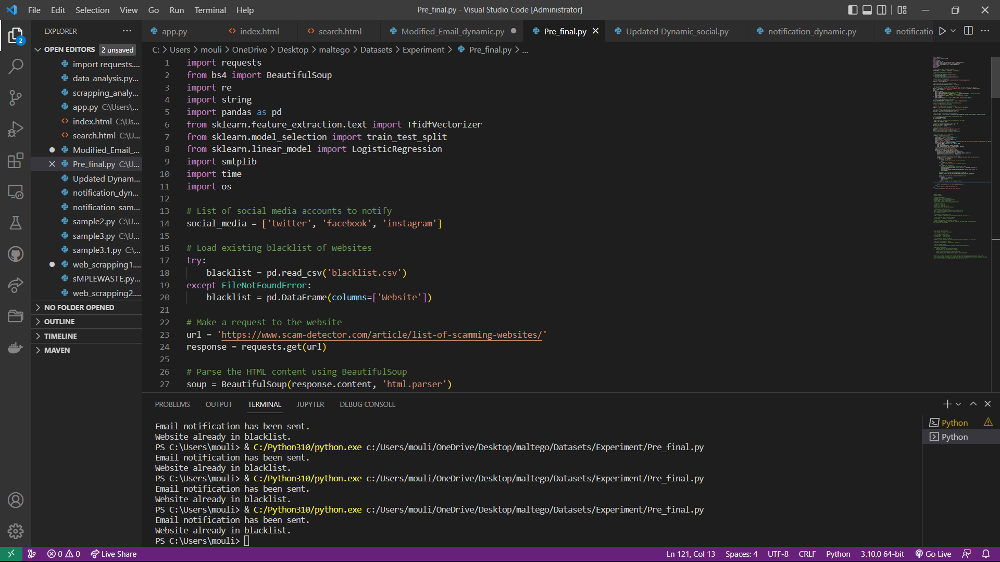 File Edit Selection View Go Run Terminal Help
Pre_final.py - Visual Studio Code [Administrator]
EXPLORER
app.py
index.html
search.html
Modified_Email_dynamic.py
Pre_final.py
Updated Dynamic_social.py
notification_dynamic.py
notificatio
2
OPEN EDITORS 2 unsaved
import requests....
data_analysis.py...
scrapping_analy...
app.py C:\Users\...
index.html C:\Us...
search.html C:\U...
Modified_Email_...
Pre_final.py C:\U...
Updated Dynam...
notification_dyn...
notification_sam...
sample2.py C:\U...
sample3.py C:\U...
sample3.1.py C:\...
web_scrapping1....
sMPLEWASTE.py...
web_scrapping2....
NO FOLDER OPENED
OUTLINE
TIMELINE
MAVEN
C: > Users > mouli > OneDrive > Desktop > maltego > Datasets > Experiment > Pre_final.py > ...
1 import requests
2 from bs4 import BeautifulSoup
3 import re
4 import string
5 import pandas as pd
6 from sklearn.feature_extraction.text import TfidfVectorizer
7 from sklearn.model_selection import train_test_split
8 from sklearn.linear_model import LogisticRegression
9 import smtplib
10 import time
11 import os
12
13 # List of social media accounts to notify
14 social_media = ['twitter', 'facebook', 'instagram']
15
16 # Load existing blacklist of websites
17 try:
18 blacklist = pd.read_csv('blacklist.csv')
19 except FileNotFoundError:
20 blacklist = pd.DataFrame(columns=['Website'])
21
22 # Make a request to the website
23 url = 'https://www.scam-detector.com/article/list-of-scamming-websites/'
24 response = requests.get(url)
25
26 # Parse the HTML content using BeautifulSoup
27 soup = BeautifulSoup(response.content, 'html.parser')
PROBLEMS OUTPUT TERMINAL JUPYTER DEBUG CONSOLE
Email notification has been sent.
Website already in blacklist.
PS C:\Users\mouli> & C:/Python310/python.exe c:/Users/mouli/OneDrive/Desktop/maltego/Datasets/Experiment/Pre_final.py
Email notification has been sent.
Website already in blacklist.
PS C:\Users\mouli> & C:/Python310/python.exe c:/Users/mouli/OneDrive/Desktop/maltego/Datasets/Experiment/Pre_final.py
Email notification has been sent.
Website already in blacklist.
PS C:\Users\mouli> & C:/Python310/python.exe c:/Users/mouli/OneDrive/Desktop/maltego/Datasets/Experiment/Pre_final.py
Email notification has been sent.
Website already in blacklist.
PS C:\Users\mouli>
Python
Python
0 0 Live Share
Ln 121, Col 13 Spaces: 4 UTF-8 CRLF Python 3.10.0 64-bit Go Live